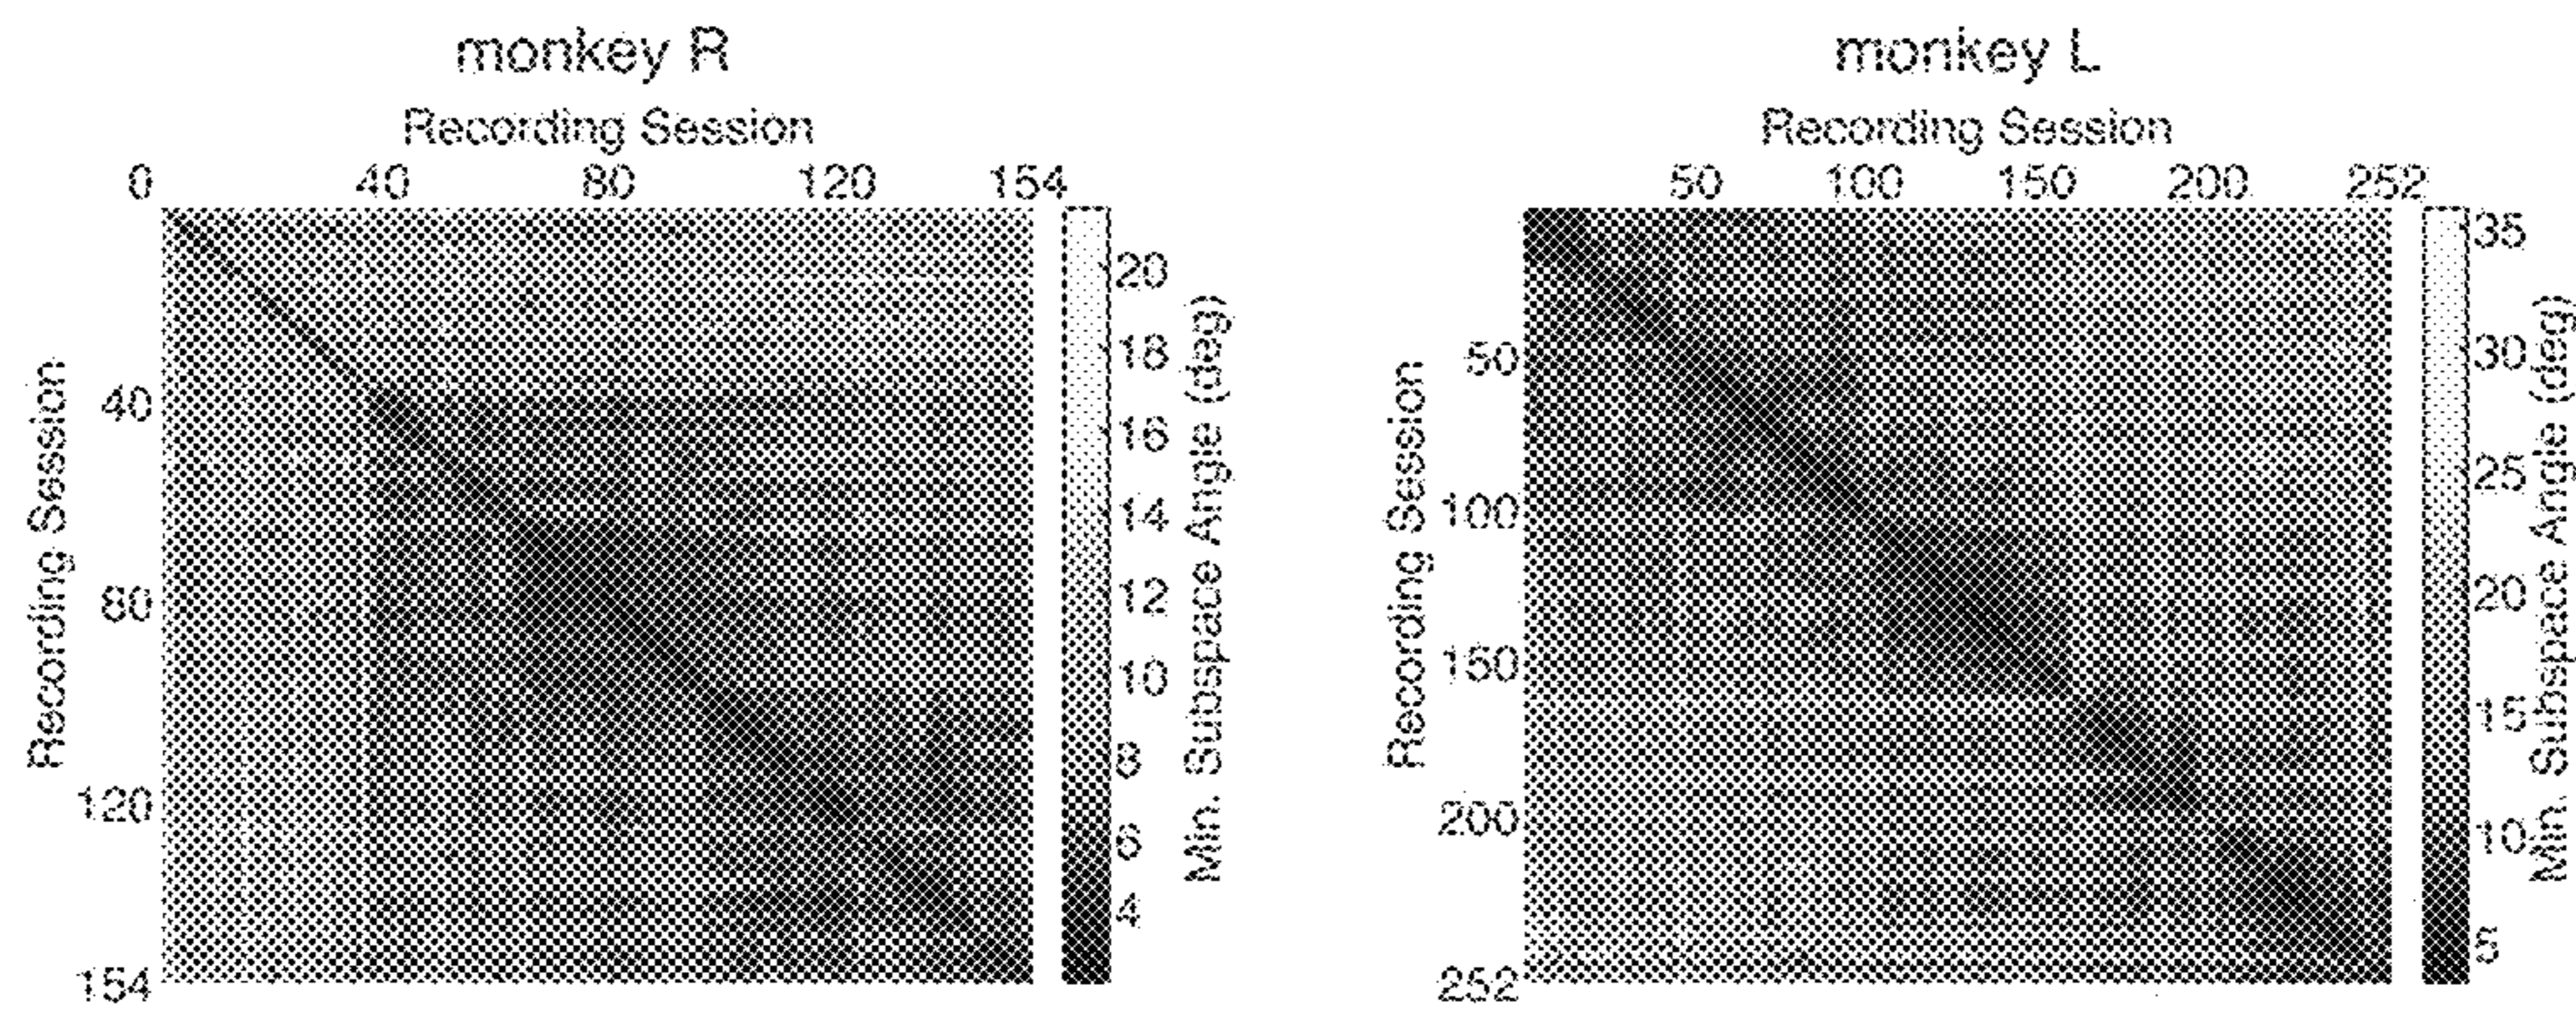 monkey R
Recording Session
0 40 80 120 154
Recording Session
40
80
120
154
20
18
16
14
12
10
8
6
4
Min. Subspace Angle (deg)
monkey L
Recording Session
50 100 150 200 252
Recording Session
50
100
150
200
252
35
30
25
20
15
10
5
Min. Subspace Angle (deg)